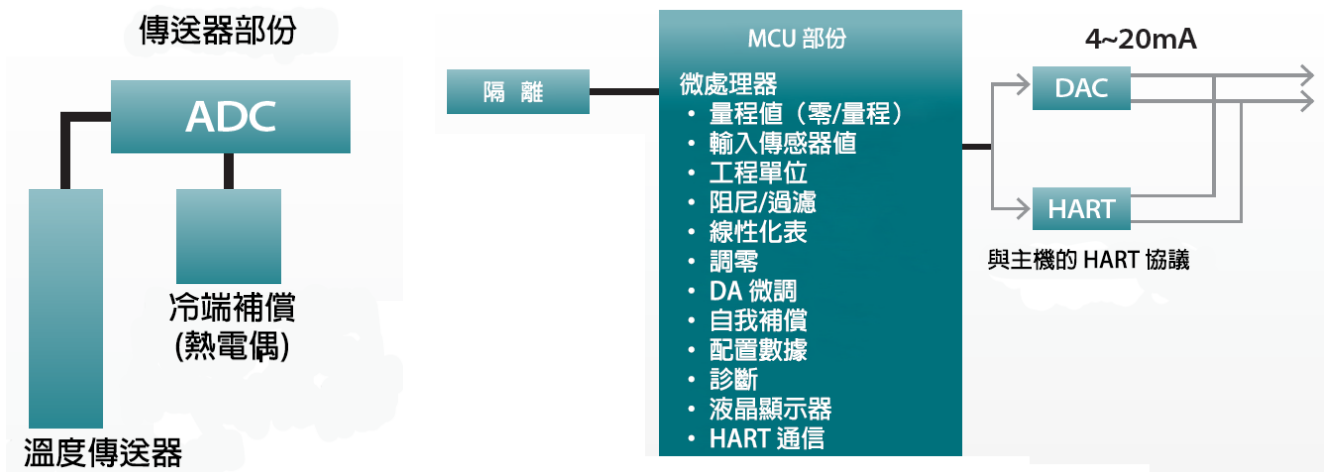 傳送器部份
ADC
冷端補償
(熱電偶)
溫度傳送器
隔 離
MCU 部份
微處理器
• 量程值（零/量程）
• 輸入傳感器值
• 工程單位
• 阻尼/過濾
• 線性化表
• 調零
• DA 微調
• 自我補償
• 配置數據
• 診斷
• 液晶顯示器
• HART 通信
4~20mA
DAC
HART
與主機的 HART 協議